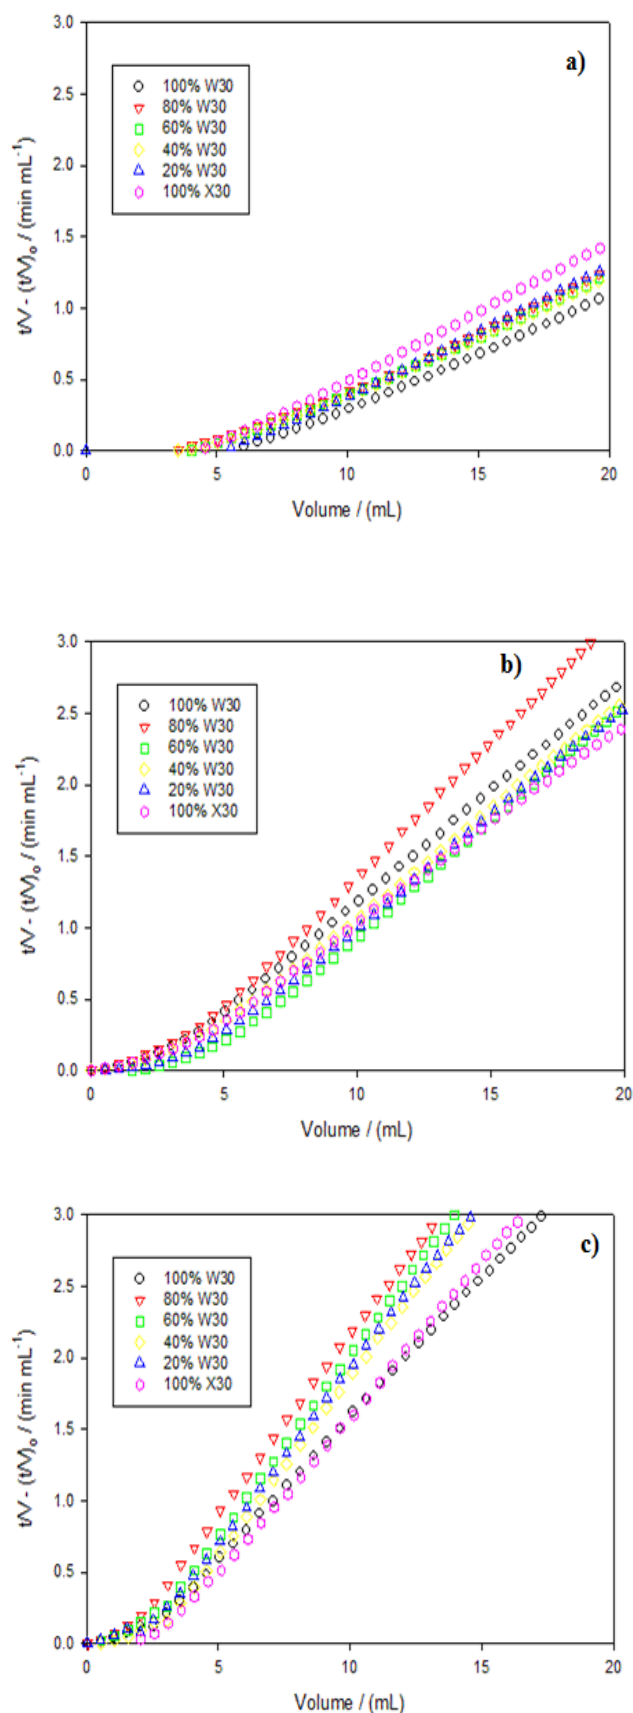 3.0
a)
100% W30
80% W30
60% W30
40% W30
20% W30
100% X30
2.5
2.0
1.5
1.0
0.5
0.0
t/V - (t/V)ₒ / (min mL⁻¹)
0 5 10 15 20
Volume / (mL)
3.0
b)
100% W30
80% W30
60% W30
40% W30
20% W30
100% X30
2.5
2.0
1.5
1.0
0.5
0.0
t/V - (t/V)ₒ / (min mL⁻¹)
0 5 10 15 20
Volume / (mL)
3.0
c)
100% W30
80% W30
60% W30
40% W30
20% W30
100% X30
2.5
2.0
1.5
1.0
0.5
0.0
t/V - (t/V)ₒ / (min mL⁻¹)
0 5 10 15 20
Volume / (mL)